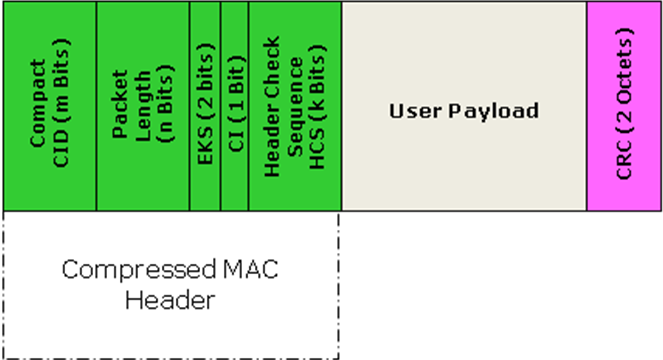 Compact
CID (m Bits)
Packet
Length
(n Bits)
EKS (2 bits)
CI (1 Bit)
Header Check
Sequence
HCS (k Bits)
User Payload
CRC (2 Octets)
Compressed MAC
Header